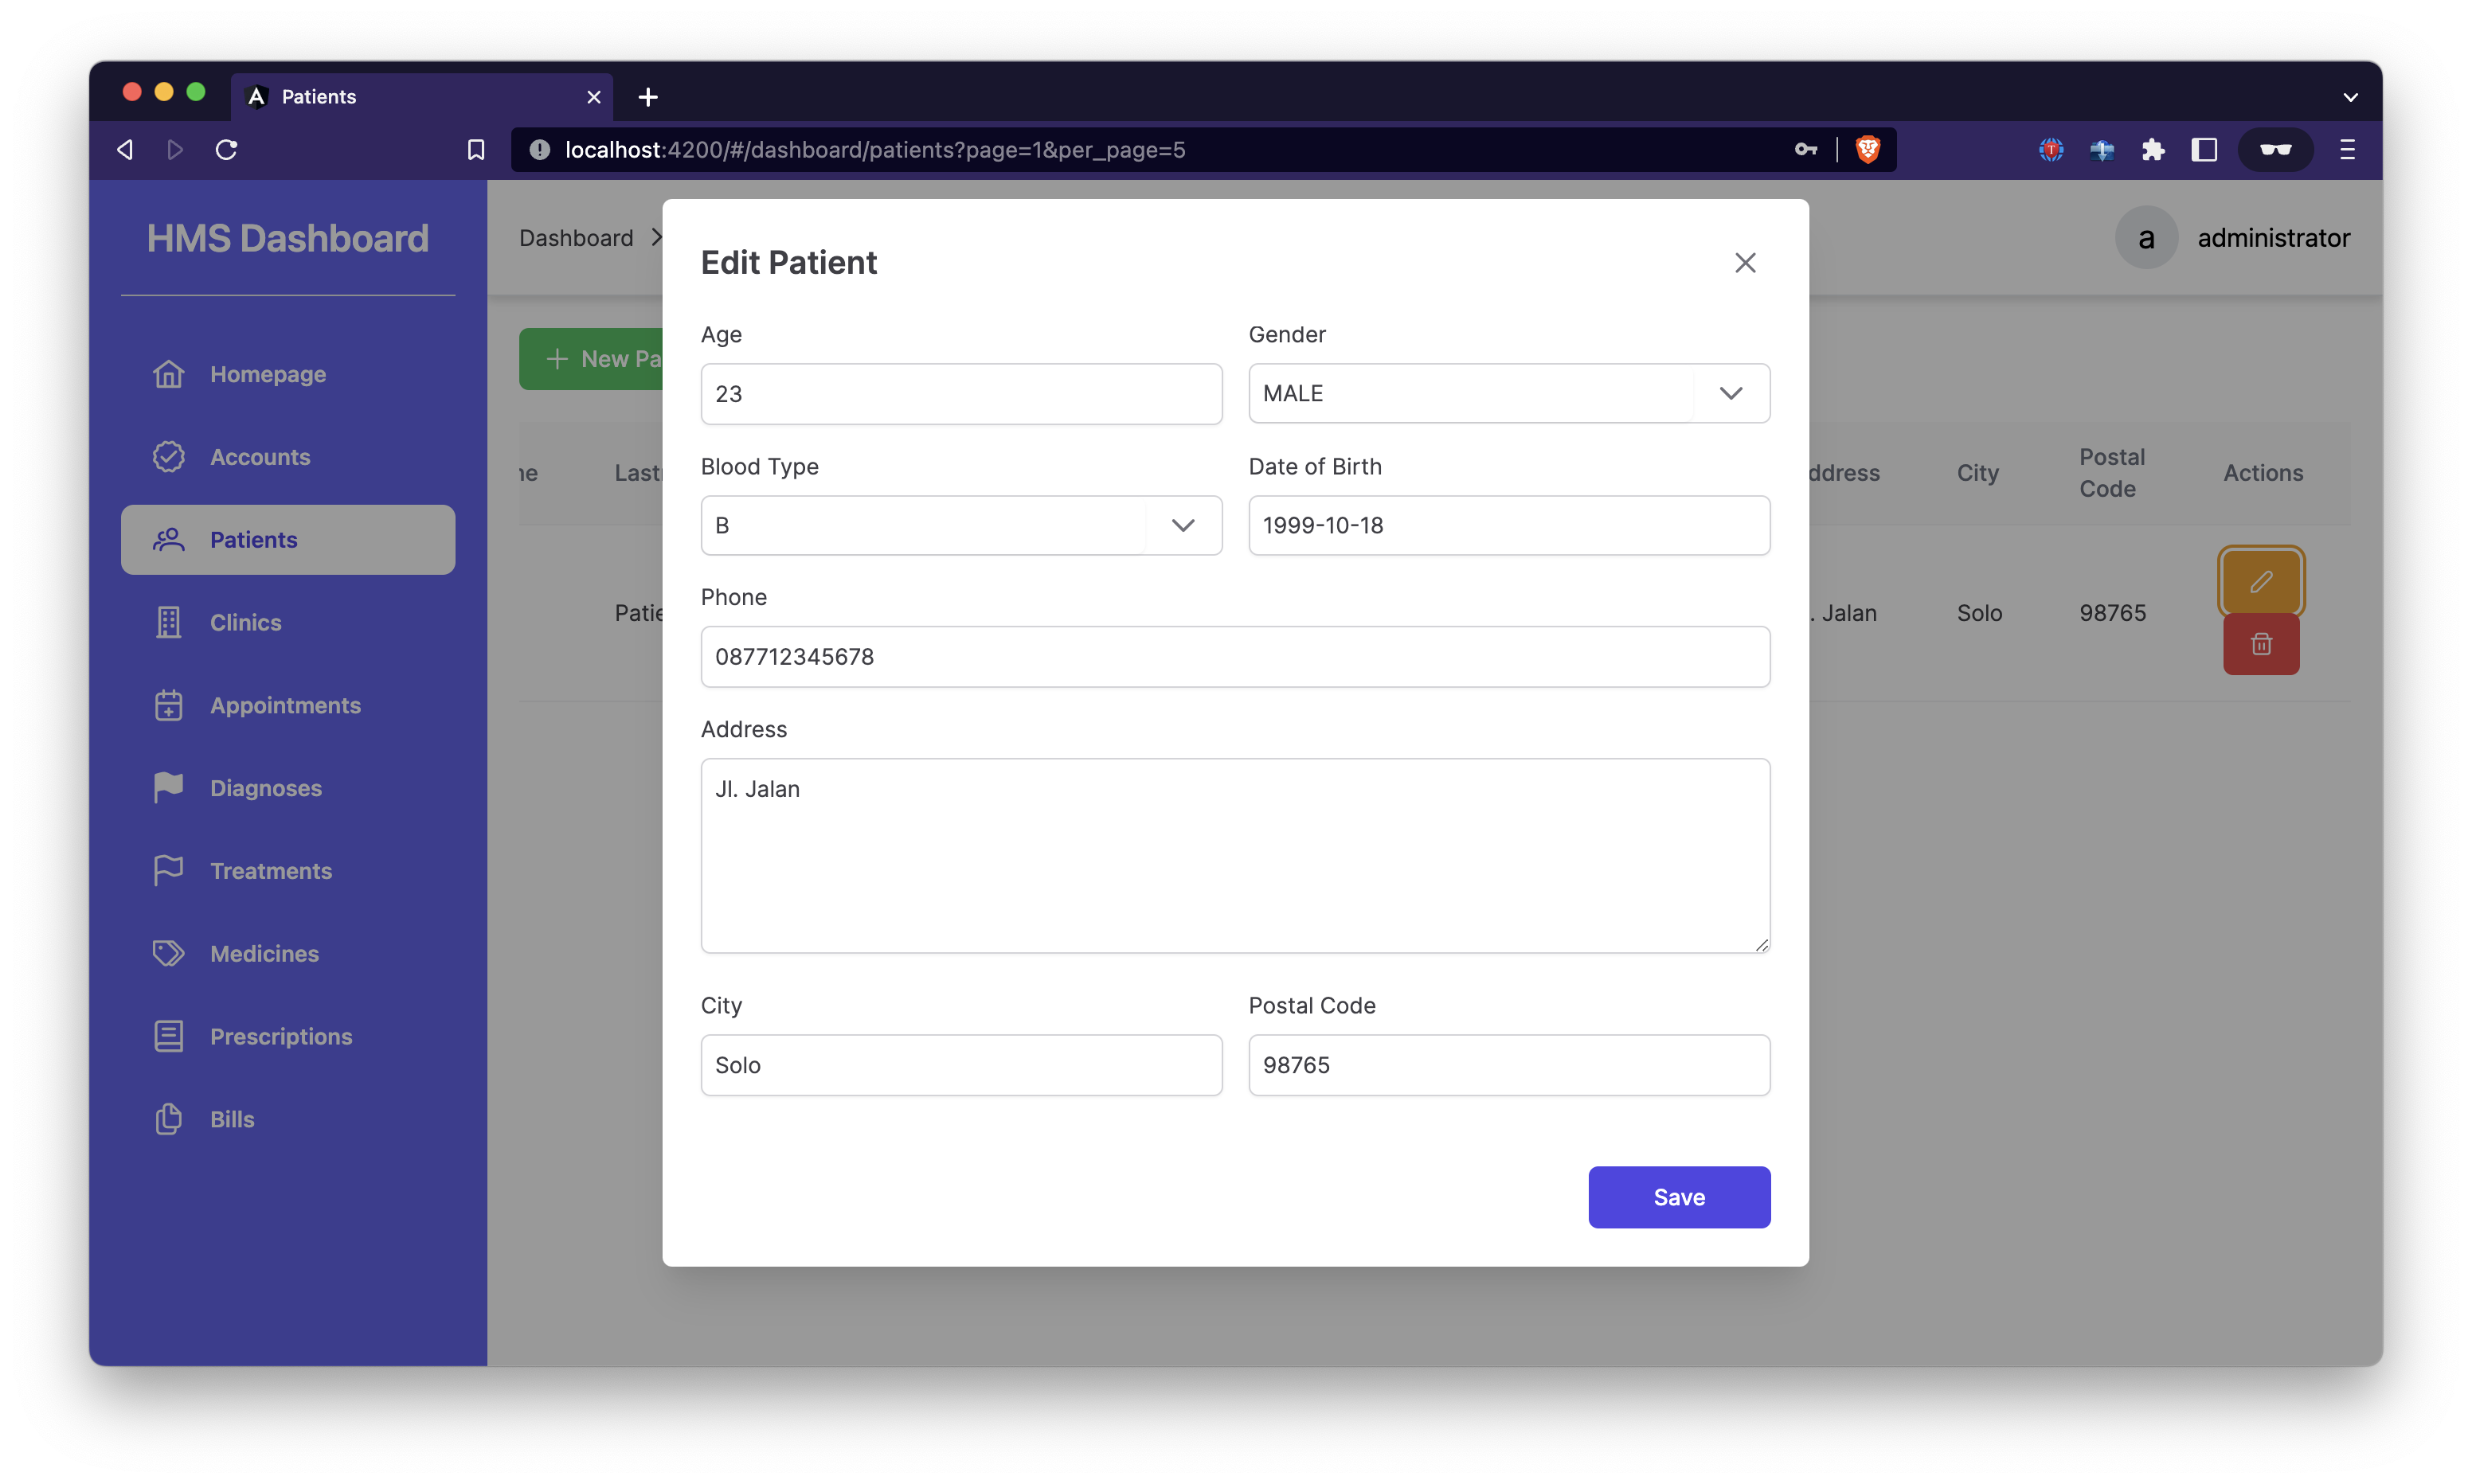 Patients
localhost:4200/#/dashboard/patients?page=1&per_page=5
HMS Dashboard
Homepage
Accounts
Patients
Clinics
Appointments
Diagnoses
Treatments
Medicines
Prescriptions
Bills
Dashboard
a administrator
New Pa
Last
ddress City Postal Code Actions
Patie
. Jalan Solo 98765
Edit Patient
Age Gender
23 MALE
Blood Type Date of Birth
B 1999-10-18
Phone
087712345678
Address
Jl. Jalan
City Postal Code
Solo 98765
Save